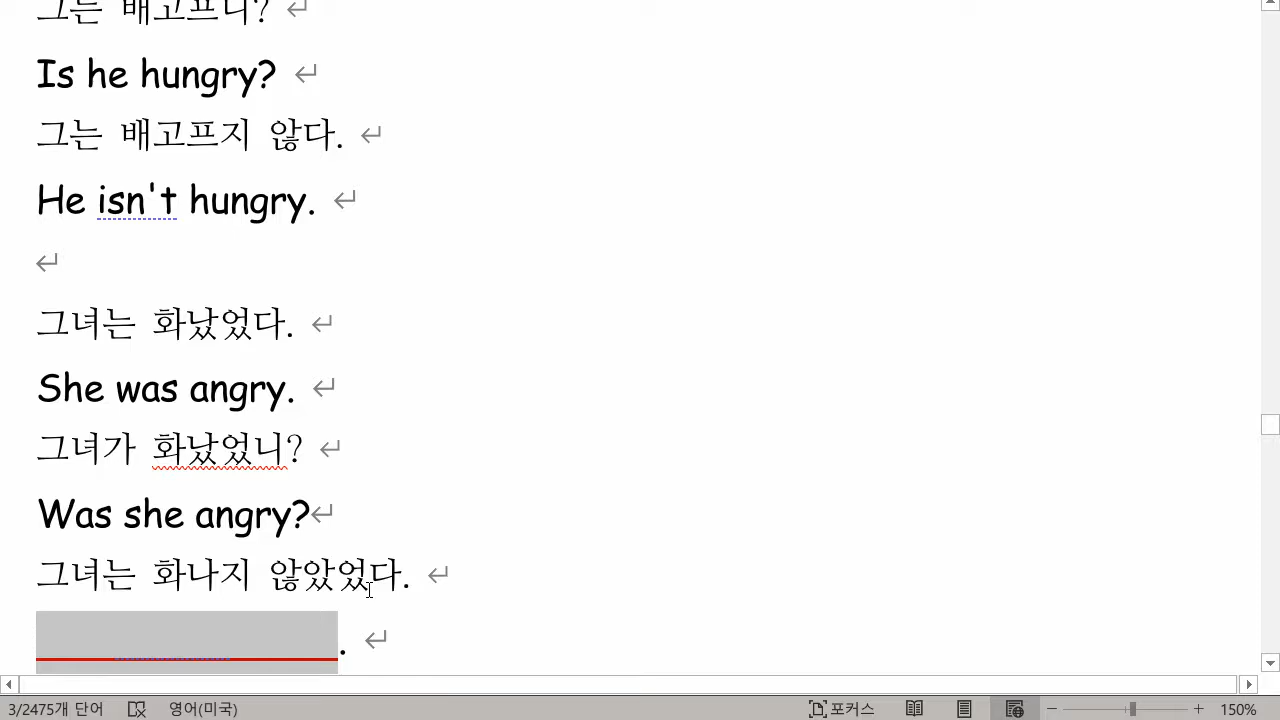 그는 배고프니?
Is he hungry?
그는 배고프지 않다.
He isn't hungry.
그녀는 화났었다.
She was angry.
그녀가 화났었니?
Was she angry?
그녀는 화나지 않았었다.
.
3/2475개 단어 영어(미국) 포커스 150%